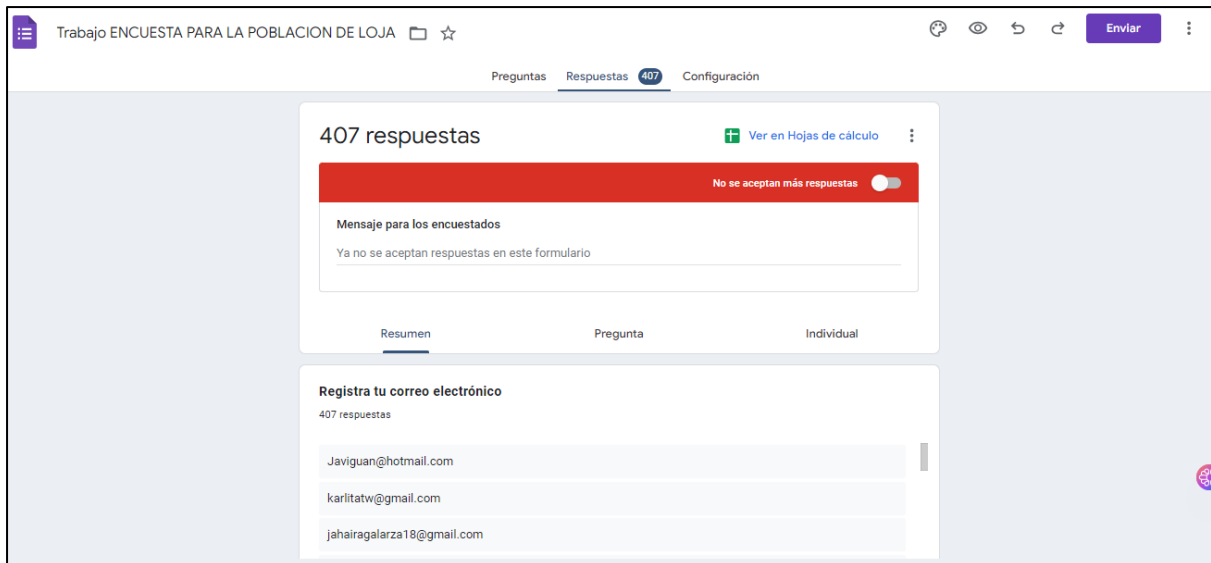 Trabajo ENCUESTA PARA LA POBLACION DE LOJA
Enviar
Preguntas Respuestas 407 Configuración
407 respuestas
Ver en Hojas de cálculo
No se aceptan más respuestas
Mensaje para los encuestados
Ya no se aceptan respuestas en este formulario
Resumen Pregunta Individual
Registra tu correo electrónico
407 respuestas
Javiguan@hotmail.com
karlitatw@gmail.com
jahairagalarza18@gmail.com